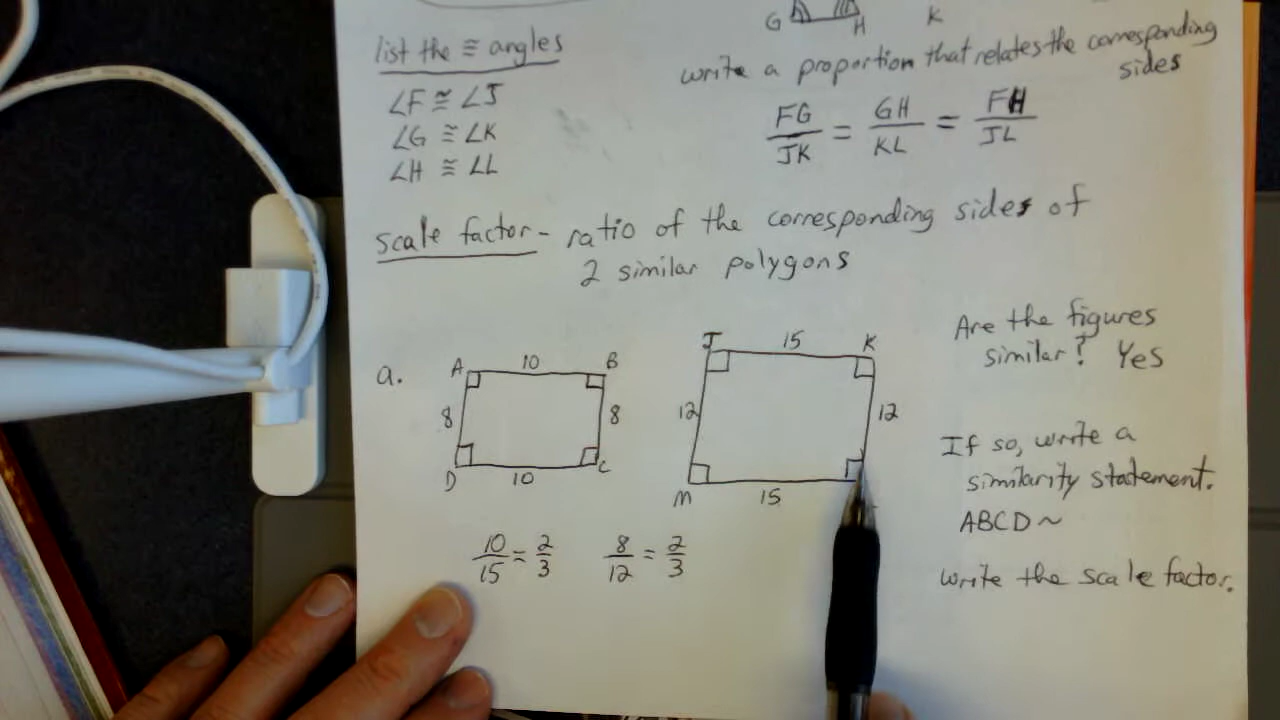 G H K
list the ≅ angles
write a proportion that relates the corresponding
sides
∠F ≅ ∠J
∠G ≅ ∠K
∠H ≅ ∠L
FG/JK = GH/KL = FH/JL
scale factor - ratio of the corresponding sides of
2 similar polygons
a.
A 10 B
8 8
D 10 C
J 15 K
12 12
M 15
10/15 = 2/3 8/12 = 2/3
Are the figures
similar? Yes
If so, write a
similarity statement.
ABCD ~
Write the scale factor.